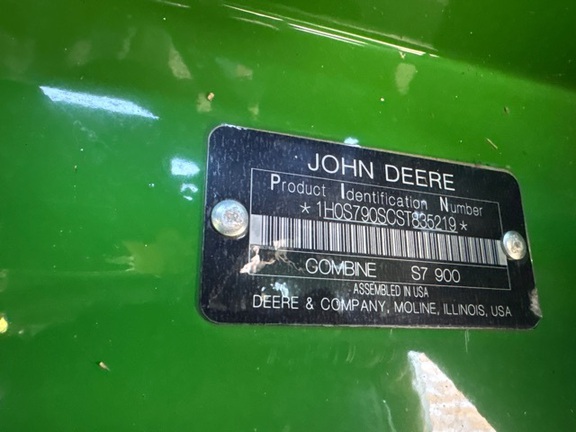 JOHN DEERE
Product Identification Number
*1H0S790SCST835219*
COMBINE S7 900
ASSEMBLED IN USA
DEERE & COMPANY, MOLINE, ILLINOIS, USA